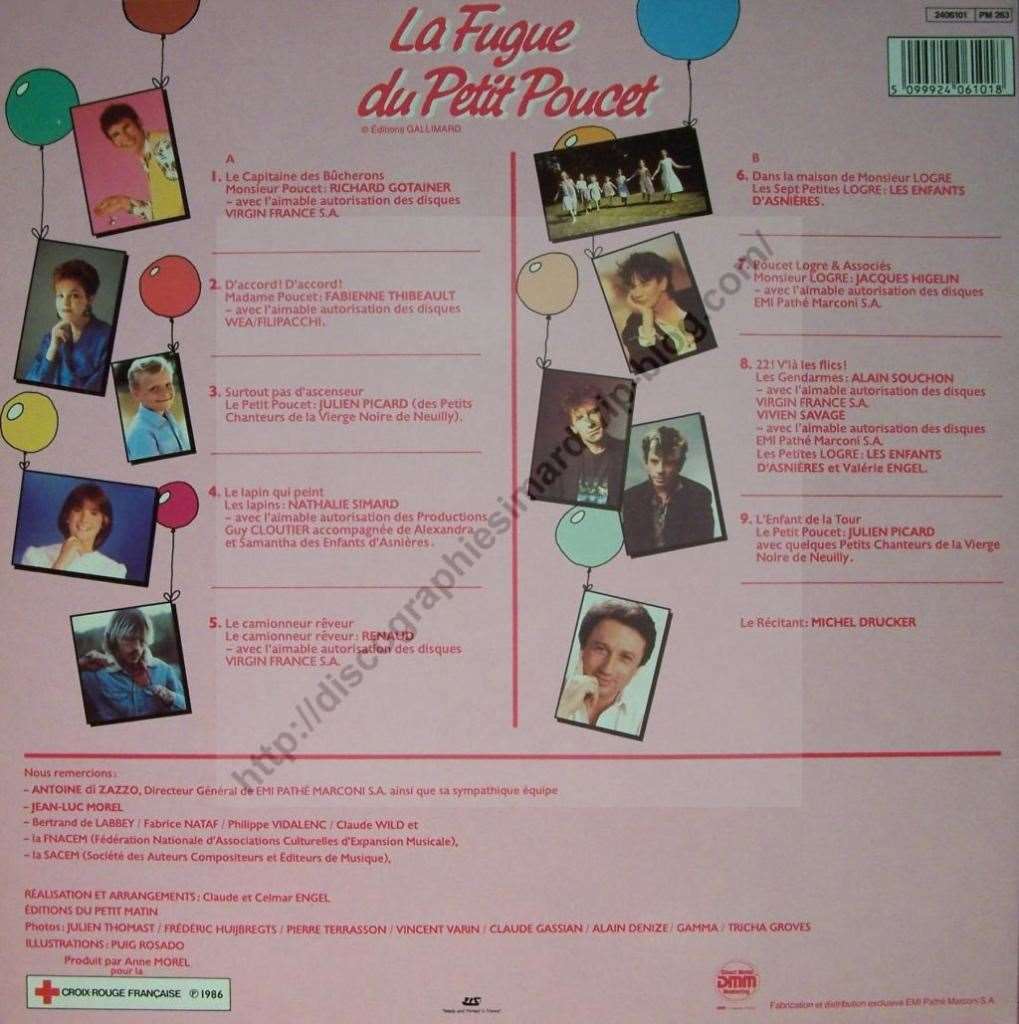 2406101 PM 263
5 099924 061018
La Fugue
du Petit Poucet
© Éditions GALLIMARD
A
1. Le Capitaine des Bûcherons
Monsieur Poucet : RICHARD GOTAINER
– avec l'aimable autorisation des disques
VIRGIN FRANCE S.A.
2. D'accord ! D'accord !
Madame Poucet : FABIENNE THIBEAULT
– avec l'aimable autorisation des disques
WEA/FILIPACCHI.
3. Surtout pas d'ascenseur
Le Petit Poucet : JULIEN PICARD (des Petits
Chanteurs de la Vierge Noire de Neuilly).
4. Le lapin qui peint
Les lapins : NATHALIE SIMARD
– avec l'aimable autorisation des Productions
Guy CLOUTIER accompagnée de Alexandra
et Samantha des Enfants d'Asnières.
5. Le camionneur rêveur
Le camionneur rêveur : RENAUD
– avec l'aimable autorisation des disques
VIRGIN FRANCE S.A.
B
6. Dans la maison de Monsieur LOGRE
Les Sept Petites LOGRE : LES ENFANTS
D'ASNIÈRES.
7. Poucet Logre & Associés
Monsieur LOGRE : JACQUES HIGELIN
– avec l'aimable autorisation des disques
EMI Pathé Marconi S.A.
8. 22 ! V'là les flics !
Les Gendarmes : ALAIN SOUCHON
– avec l'aimable autorisation des disques
VIRGIN FRANCE S.A.
VIVIEN SAVAGE
– avec l'aimable autorisation des disques
EMI Pathé Marconi S.A.
Les Petites LOGRE : LES ENFANTS
D'ASNIÈRES et Valérie ENGEL.
9. L'Enfant de la Tour
Le Petit Poucet : JULIEN PICARD
avec quelques Petits Chanteurs de la Vierge
Noire de Neuilly.
Le Récitant : MICHEL DRUCKER
http://discographiesimard.vip-blog.com/
Nous remercions :
– ANTOINE di ZAZZO, Directeur Général de EMI PATHÉ MARCONI S.A. ainsi que sa sympathique équipe
– JEAN-LUC MOREL
– Bertrand de LABBEY / Fabrice NATAF / Philippe VIDALENC / Claude WILD et
– la FNACEM (Fédération Nationale d'Associations Culturelles d'Expansion Musicale),
– la SACEM (Société des Auteurs Compositeurs et Éditeurs de Musique),
RÉALISATION ET ARRANGEMENTS : Claude et Celmar ENGEL
ÉDITIONS DU PETIT MATIN
Photos : JULIEN THOMAST / FRÉDÉRIC HUIJBREGTS / PIERRE TERRASSON / VINCENT VARIN / CLAUDE GASSIAN / ALAIN DENIZE / GAMMA / TRICHA GROVES
ILLUSTRATIONS : PUIG ROSADO
Produit par Anne MOREL
pour la
CROIX-ROUGE FRANÇAISE ℗ 1986
Direct Metal
DMM
Mastering
Fabrication et distribution exclusive EMI Pathé Marconi S.A.